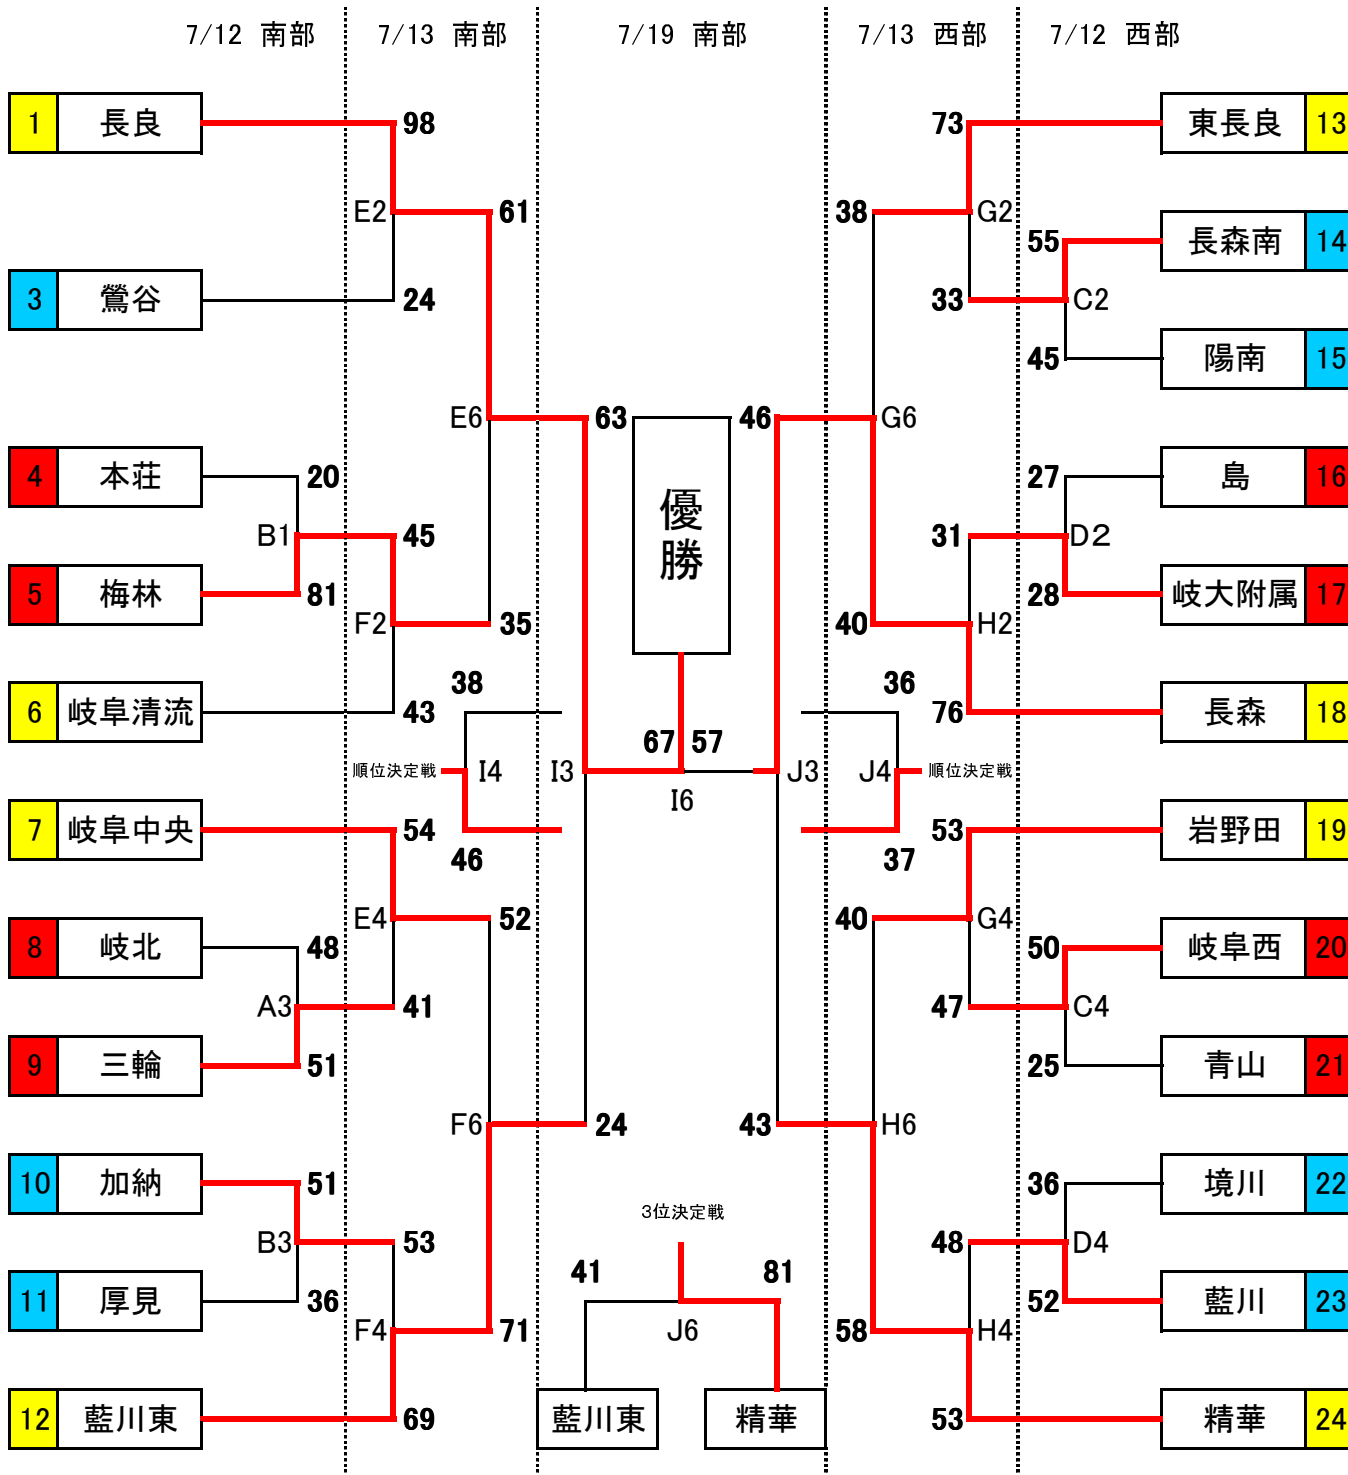 7/12 南部 7/13 南部 7/19 南部 7/13 西部 7/12 西部
1 長良 98 73 東長良 13
E2 61 38 G2
55 長森南 14
3 鶯谷 24 33 C2
45 陽南 15
E6 63 46 G6
優勝
4 本荘 20 27 島 16
B1 45 31 D2
5 梅林 81 28 岐大附属 17
F2 35 40 H2
38 36
6 岐阜清流 43 76 長森 18
67 57
順位決定戦 I4 I3 J3 J4 順位決定戦
I6
7 岐阜中央 54 53 岩野田 19
46 37
E4 52 40 G4
8 岐北 48 50 岐阜西 20
A3 41 47 C4
9 三輪 51 25 青山 21
F6 24 43 H6
10 加納 51 36 境川 22
3位決定戦
B3 53 48 D4
41 81
11 厚見 36 52 藍川 23
F4 71 J6 58 H4
12 藍川東 69 藍川東 精華 53 精華 24